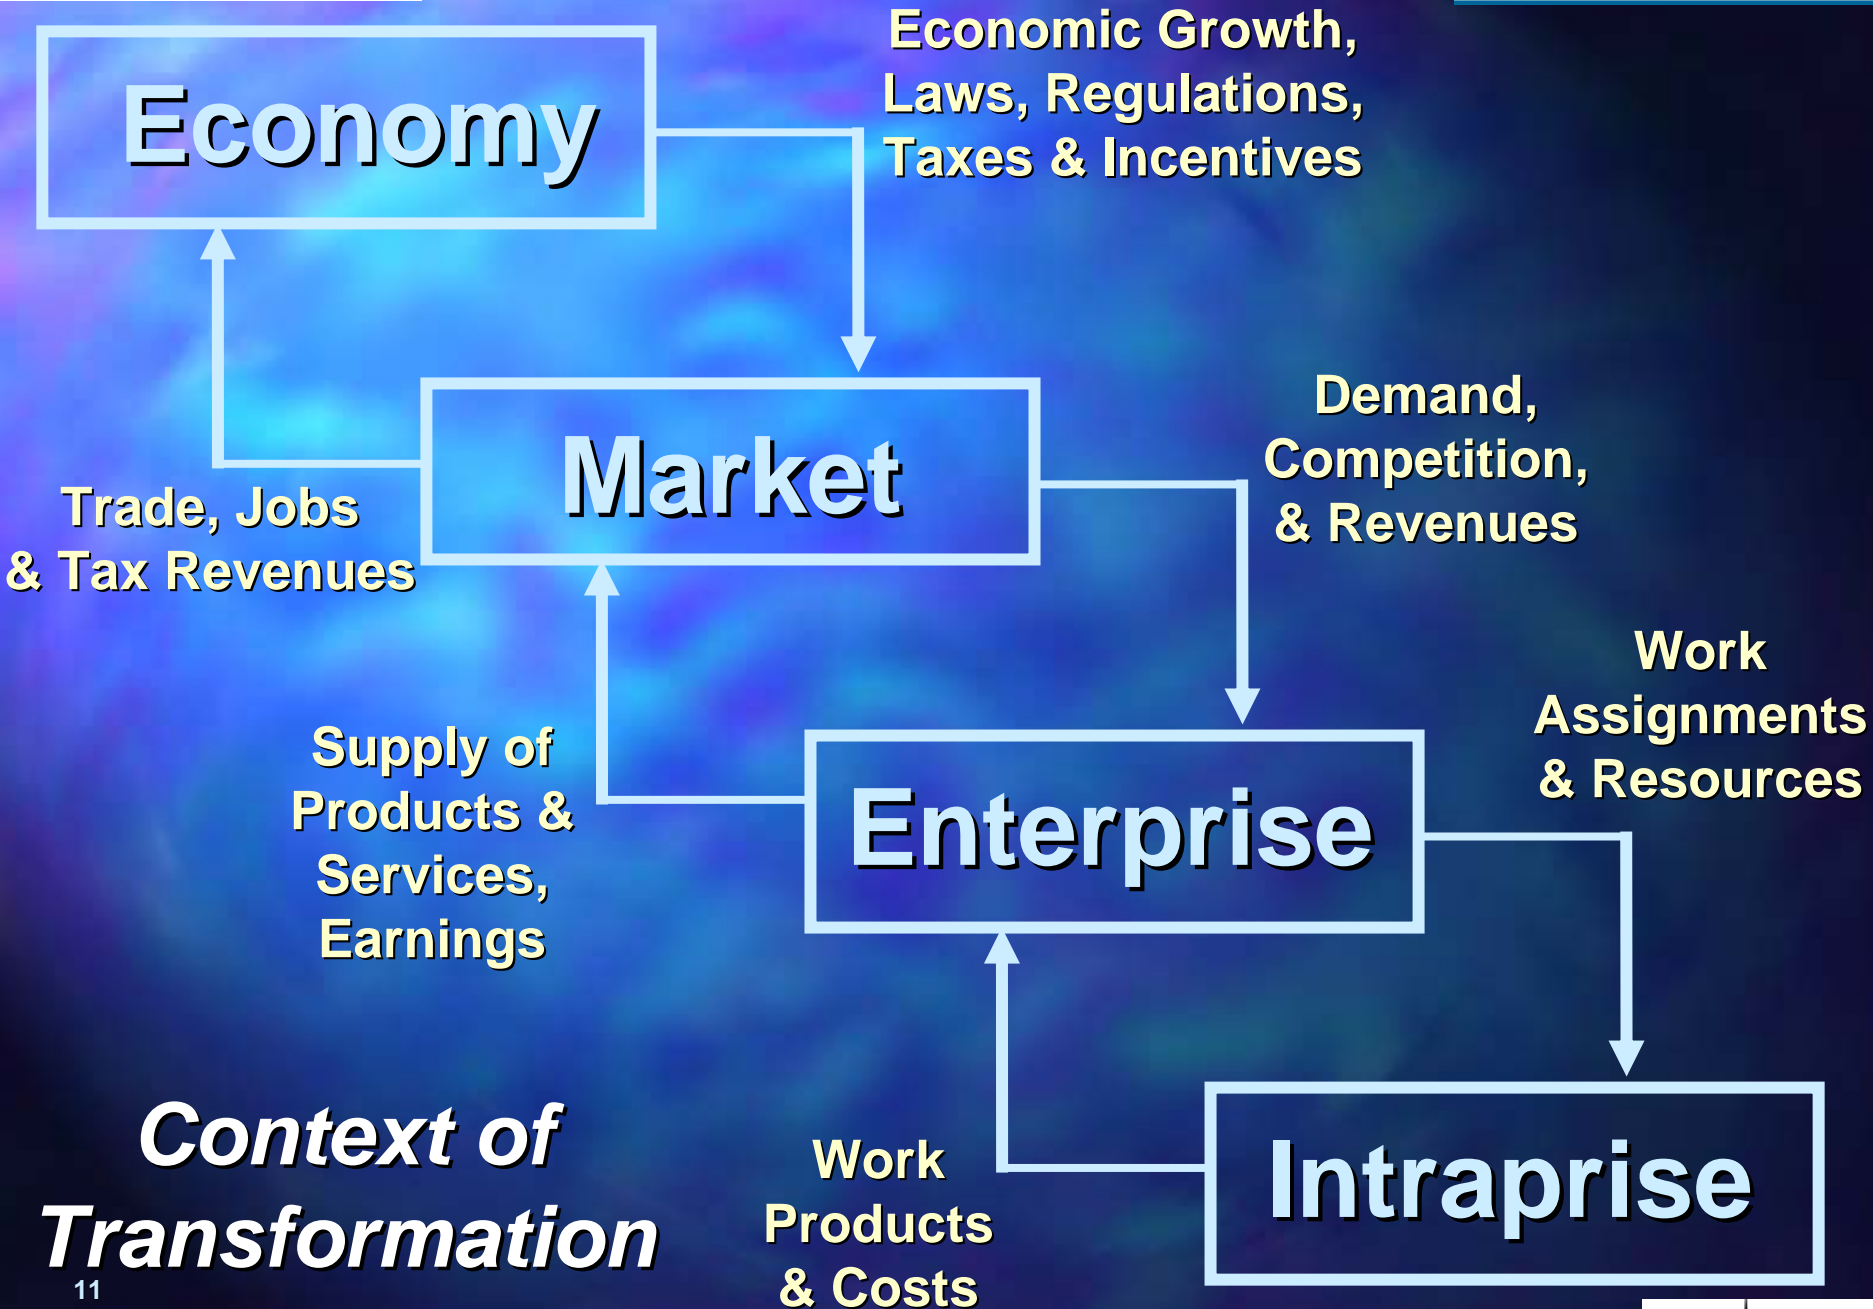 Economy
Economic Growth,
Laws, Regulations,
Taxes & Incentives
Market
Demand,
Competition,
& Revenues
Trade, Jobs
& Tax Revenues
Work
Assignments
& Resources
Supply of
Products &
Services,
Earnings
Enterprise
Context of
Transformation
Work
Products
& Costs
Intraprise
11